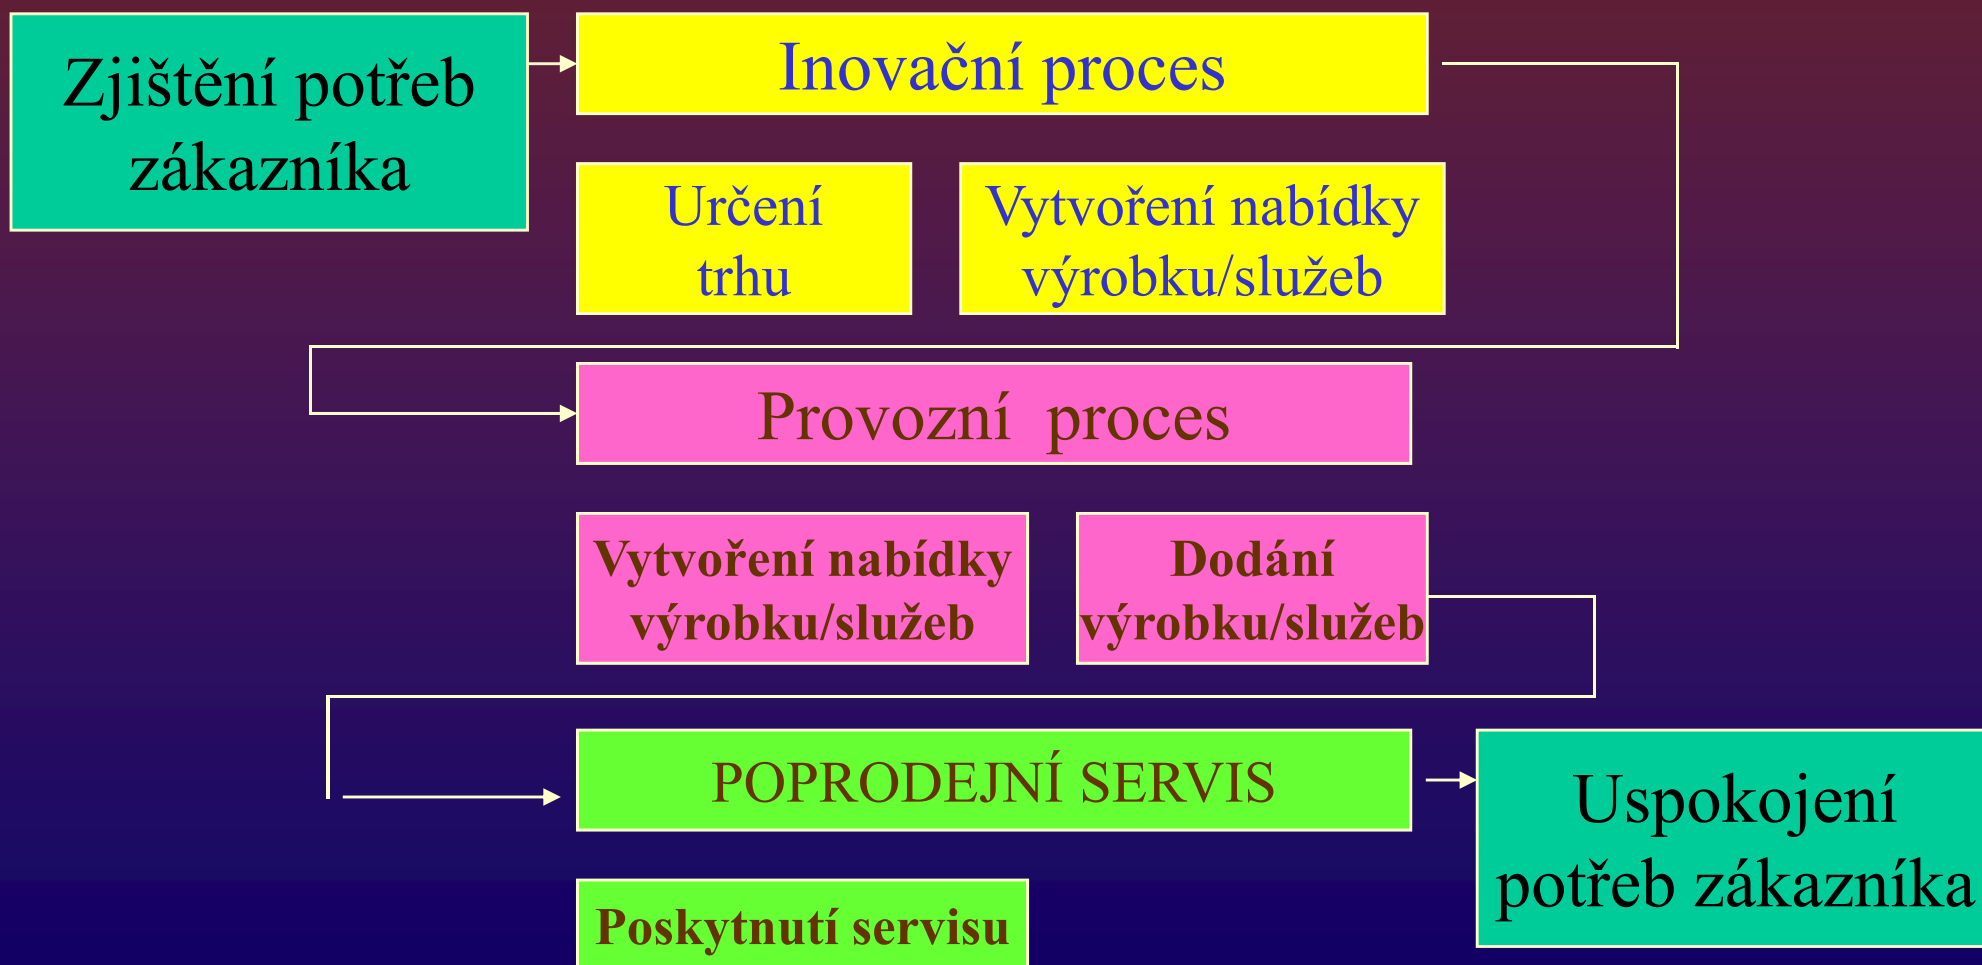 Zjištění potřeb
zákazníka
Inovační proces
Určení
trhu
Vytvoření nabídky
výrobku/služeb
Provozní  proces
Vytvoření nabídky
výrobku/služeb
Dodání
výrobku/služeb
POPRODEJNÍ SERVIS
Uspokojení
potřeb zákazníka
Poskytnutí servisu